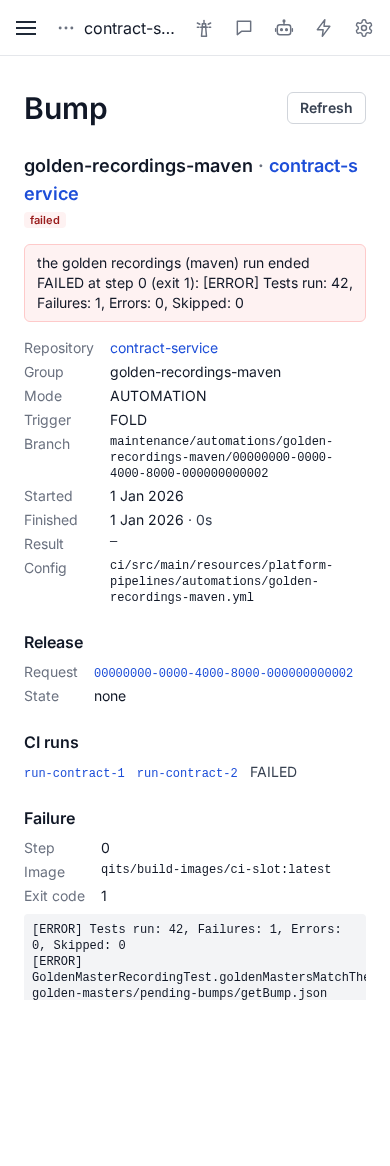 contract-s…
Bump
Refresh
golden-recordings-maven · contract-s
ervice
failed
the golden recordings (maven) run ended
FAILED at step 0 (exit 1): [ERROR] Tests run: 42,
Failures: 1, Errors: 0, Skipped: 0
Repository contract-service
Group golden-recordings-maven
Mode AUTOMATION
Trigger FOLD
Branch maintenance/automations/golden-
recordings-maven/00000000-0000-
4000-8000-000000000002
Started 1 Jan 2026
Finished 1 Jan 2026 · 0s
Result –
Config ci/src/main/resources/platform-
pipelines/automations/golden-
recordings-maven.yml
Release
Request 00000000-0000-4000-8000-000000000002
State none
CI runs
run-contract-1 run-contract-2 FAILED
Failure
Step 0
Image qits/build-images/ci-slot:latest
Exit code 1
[ERROR] Tests run: 42, Failures: 1, Errors:
0, Skipped: 0
[ERROR]
GoldenMasterRecordingTest.goldenMastersMatchThe
golden-masters/pending-bumps/getBump.json